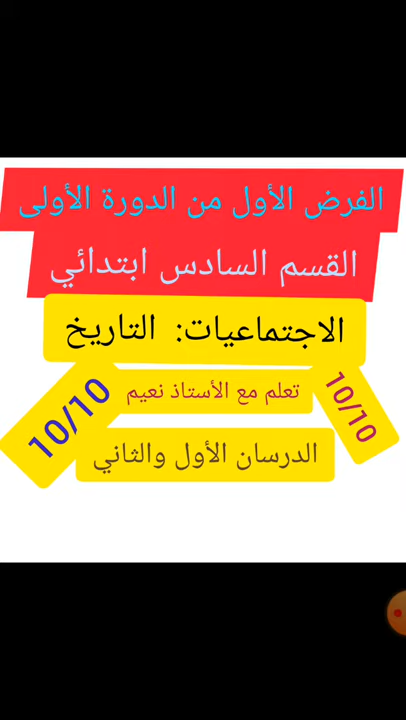 الفرض الأول من الدورة الأولى
القسم السادس ابتدائي
الاجتماعيات: التاريخ
تعلم مع الأستاذ نعيم
10/10
10/10
الدرسان الأول والثاني